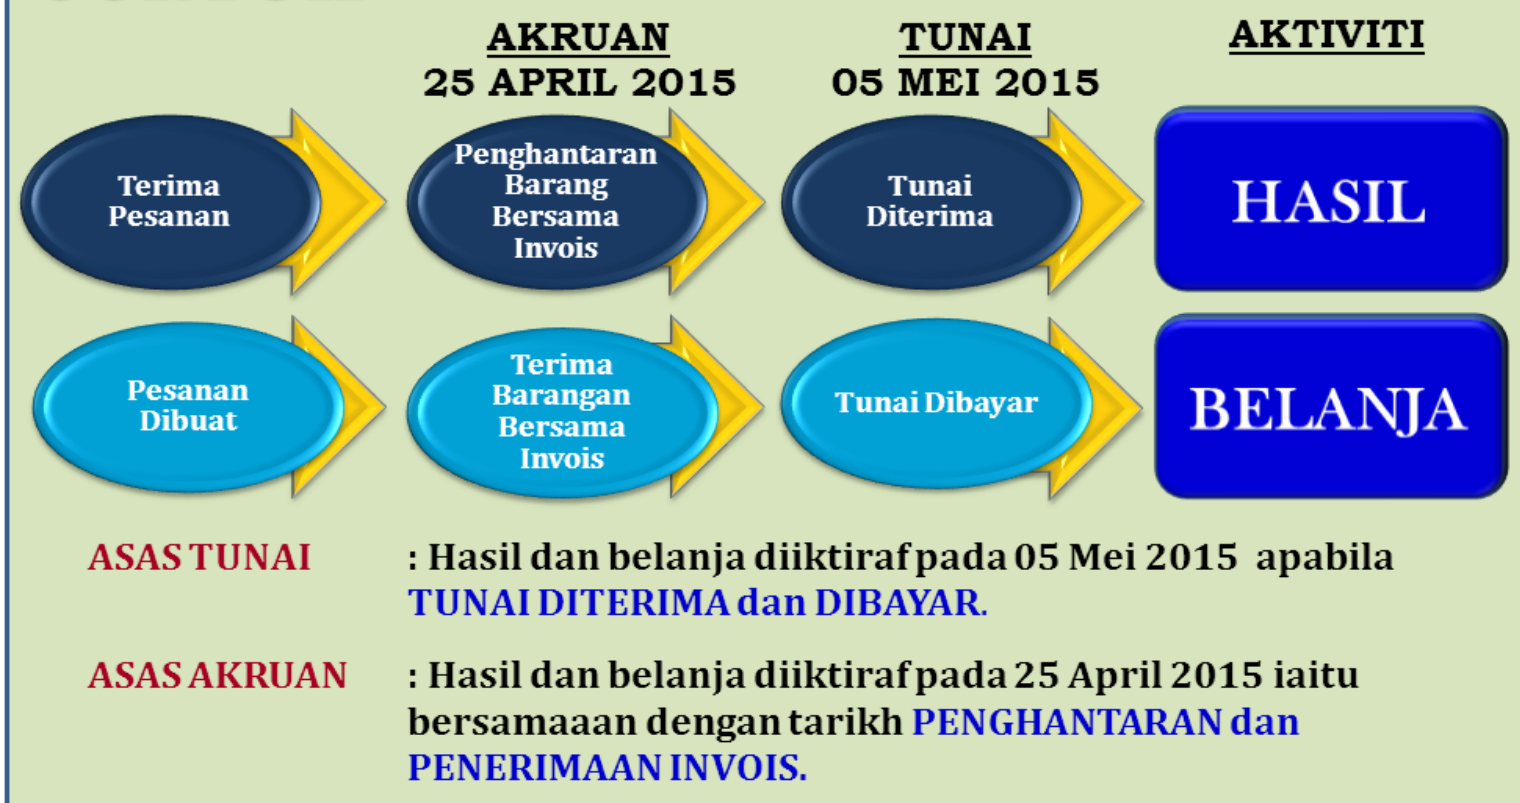 AKRUAN
25 APRIL 2015
TUNAI
05 MEI 2015
AKTIVITI
Terima
Pesanan
Penghantaran
Barang
Bersama
Invois
Tunai
Diterima
HASIL
Pesanan
Dibuat
Terima
Barangan
Bersama
Invois
Tunai Dibayar
BELANJA
ASAS TUNAI : Hasil dan belanja diiktiraf pada 05 Mei 2015 apabila
TUNAI DITERIMA dan DIBAYAR.
ASAS AKRUAN : Hasil dan belanja diiktiraf pada 25 April 2015 iaitu
bersamaaan dengan tarikh PENGHANTARAN dan
PENERIMAAN INVOIS.